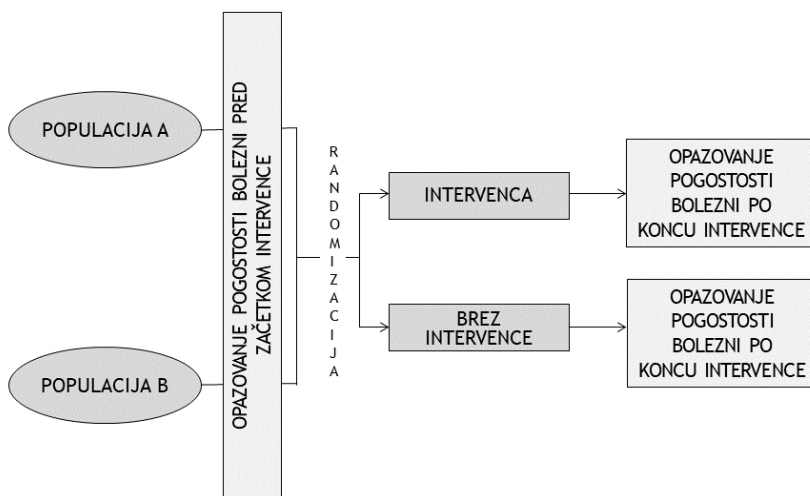 POPULACIJA A
POPULACIJA B
OPAZOVANJE POGOSTOSTI BOLEZNI PRED
ZAČETKOM INTERVENCE
RANDOMIZACIJA
INTERVENCA
BREZ
INTERVENCE
OPAZOVANJE
POGOSTOSTI
BOLEZNI PO
KONCU INTERVENCE
OPAZOVANJE
POGOSTOSTI
BOLEZNI PO
KONCU INTERVENCE